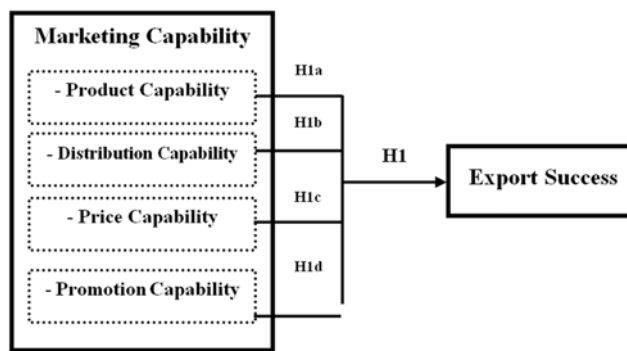 Marketing Capability
H1a
- Product Capability
H1b
- Distribution Capability
H1
Export Success
H1c
- Price Capability
H1d
- Promotion Capability